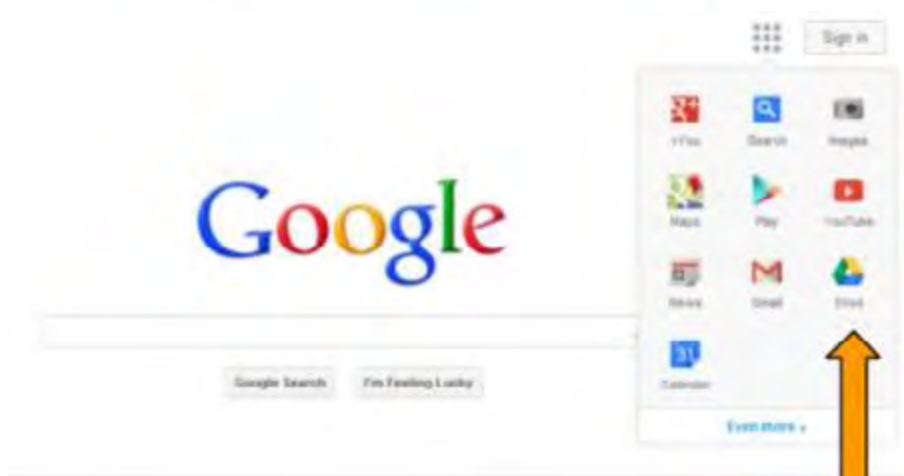 Sign in
+You Search Images
Maps Play YouTube
Google
News Gmail Drive
31
Calendar
Google Search I'm Feeling Lucky
Even more »